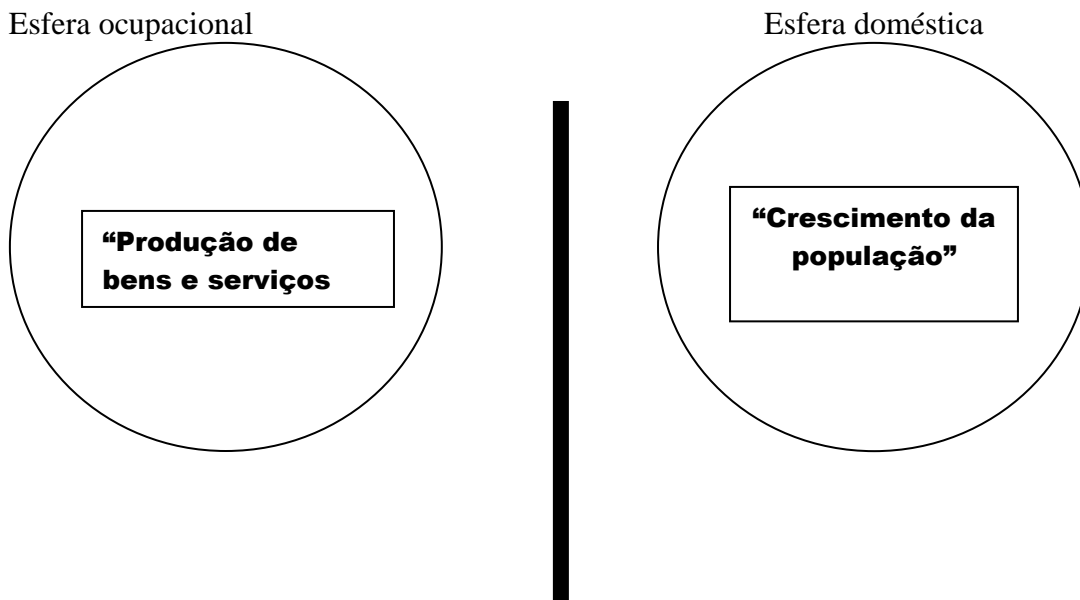 Esfera ocupacional
Esfera doméstica
“Produção de
bens e serviços
“Crescimento da
população”